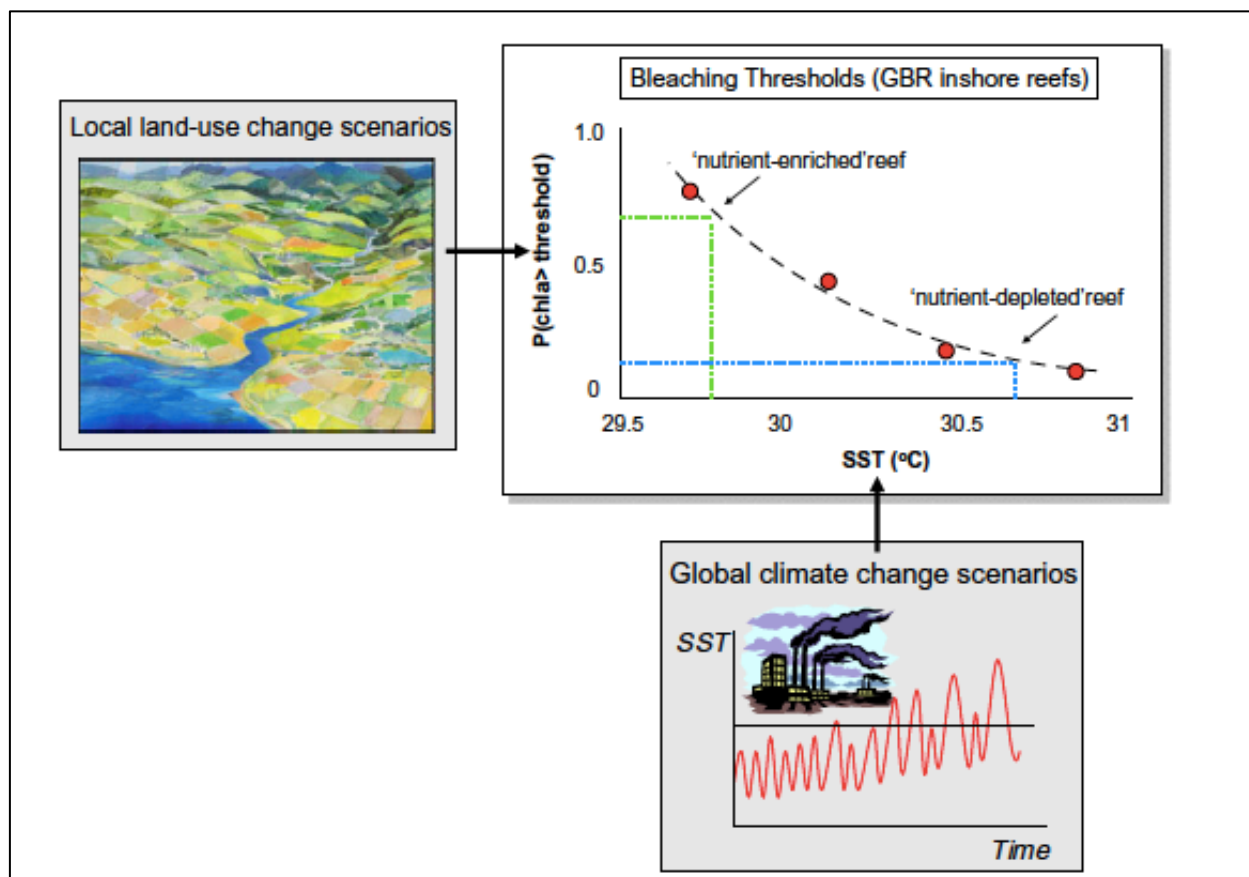 Bleaching Thresholds (GBR inshore reefs)
Local land-use change scenarios
P(chla> threshold)
1.0
0.5
0
'nutrient-enriched'reef
'nutrient-depleted'reef
29.5 30 30.5 31
SST (ºC)
Global climate change scenarios
SST
Time